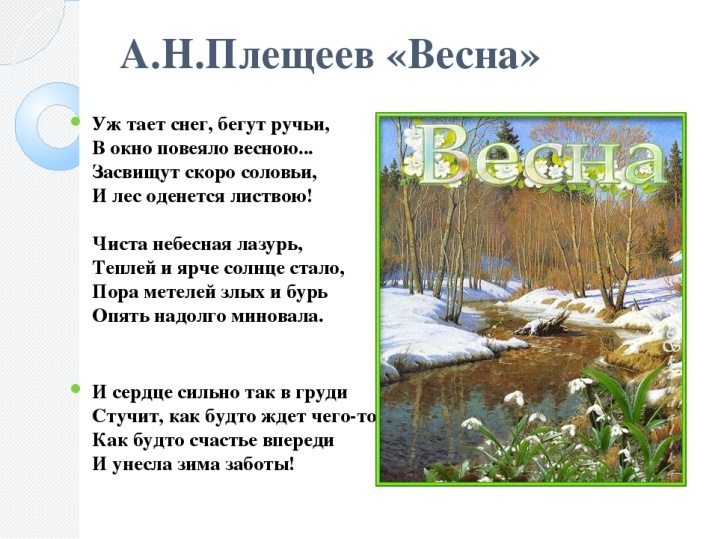 А.Н.Плещеев «Весна»
Уж тает снег, бегут ручьи,
В окно повеяло весною...
Засвищут скоро соловьи,
И лес оденется листвою!
Чиста небесная лазурь,
Теплей и ярче солнце стало,
Пора метелей злых и бурь
Опять надолго миновала.
И сердце сильно так в груди
Стучит, как будто ждет чего-то
Как будто счастье впереди
И унесла зима заботы!
Весна